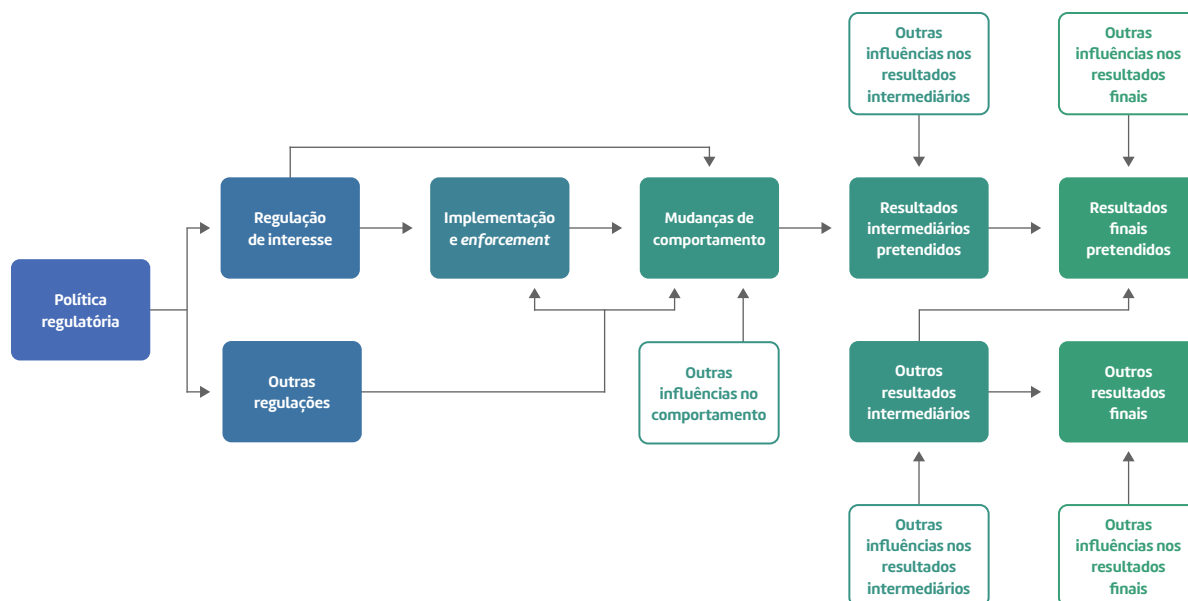 Outras
influências nos
resultados
intermediários
Outras
influências nos
resultados
finais
Regulação
de interesse
Implementação
e enforcement
Mudanças de
comportamento
Resultados
intermediários
pretendidos
Resultados
finais
pretendidos
Política
regulatória
Outras
regulações
Outras
influências no
comportamento
Outros
resultados
intermediários
Outros
resultados
finais
Outras
influências nos
resultados
intermediários
Outras
influências nos
resultados
finais